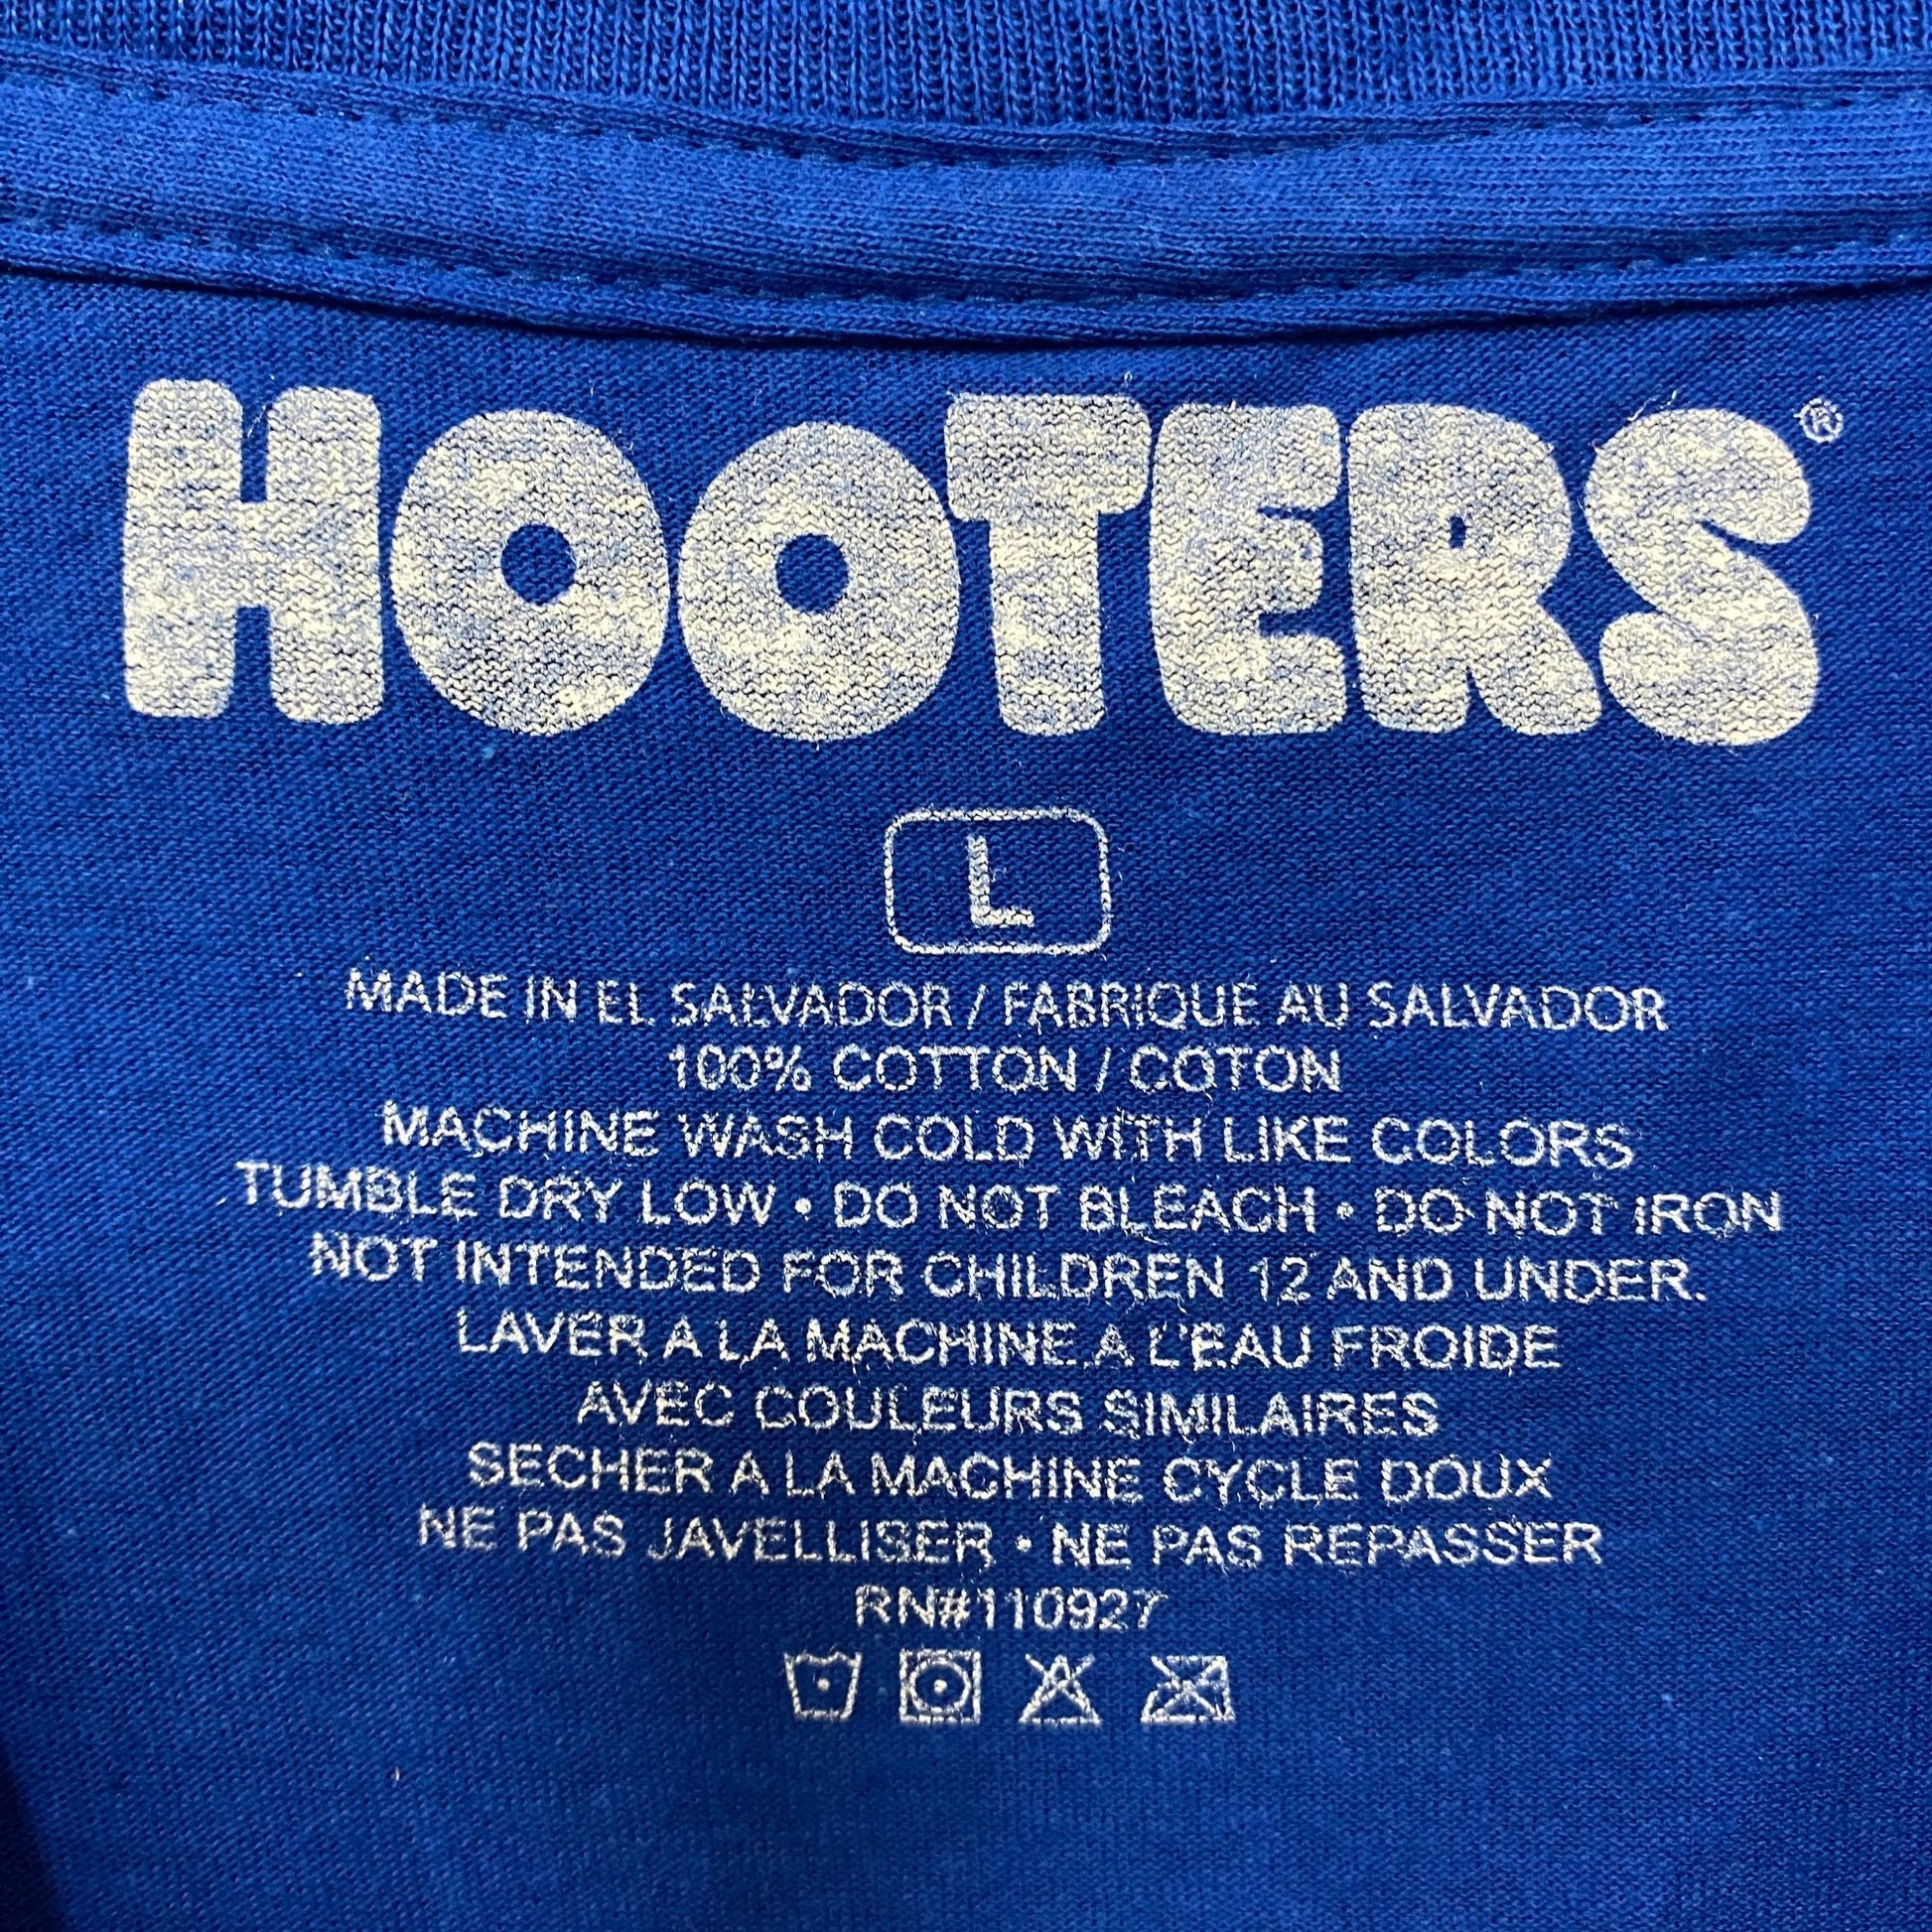 HOOTERS®
L
MADE IN EL SALVADOR / FABRIQUE AU SALVADOR
100% COTTON / COTON
MACHINE WASH COLD WITH LIKE COLORS
TUMBLE DRY LOW • DO NOT BLEACH • DO NOT IRON
NOT INTENDED FOR CHILDREN 12 AND UNDER.
LAVER A LA MACHINE A L'EAU FROIDE
AVEC COULEURS SIMILAIRES
SECHER A LA MACHINE CYCLE DOUX
NE PAS JAVELLISER • NE PAS REPASSER
RN#110927